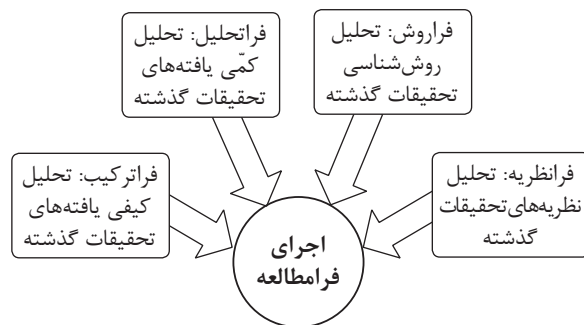 فراروش: تحلیل
روش‌شناسی
تحقیقات گذشته
فراتحلیل: تحلیل
کمّی یافته‌های
تحقیقات گذشته
فرانظریه: تحلیل
نظریه‌های‌تحقیقات
گذشته
فراترکیب: تحلیل
کیفی یافته‌های
تحقیقات گذشته
اجرای
فرامطالعه